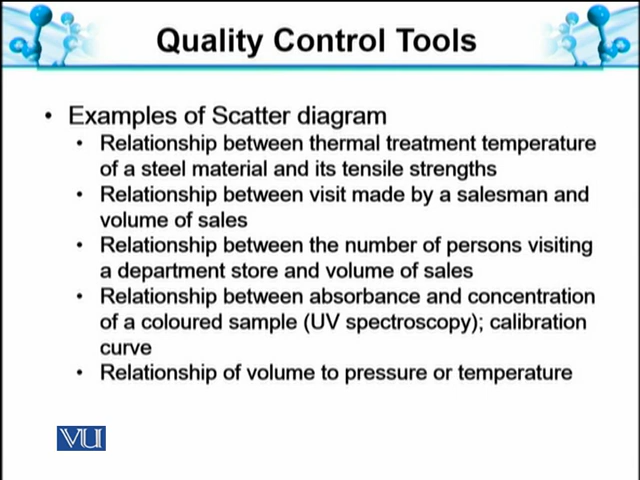 Quality Control Tools
• Examples of Scatter diagram
• Relationship between thermal treatment temperature
of a steel material and its tensile strengths
• Relationship between visit made by a salesman and
volume of sales
• Relationship between the number of persons visiting
a department store and volume of sales
• Relationship between absorbance and concentration
of a coloured sample (UV spectroscopy); calibration
curve
• Relationship of volume to pressure or temperature
VU